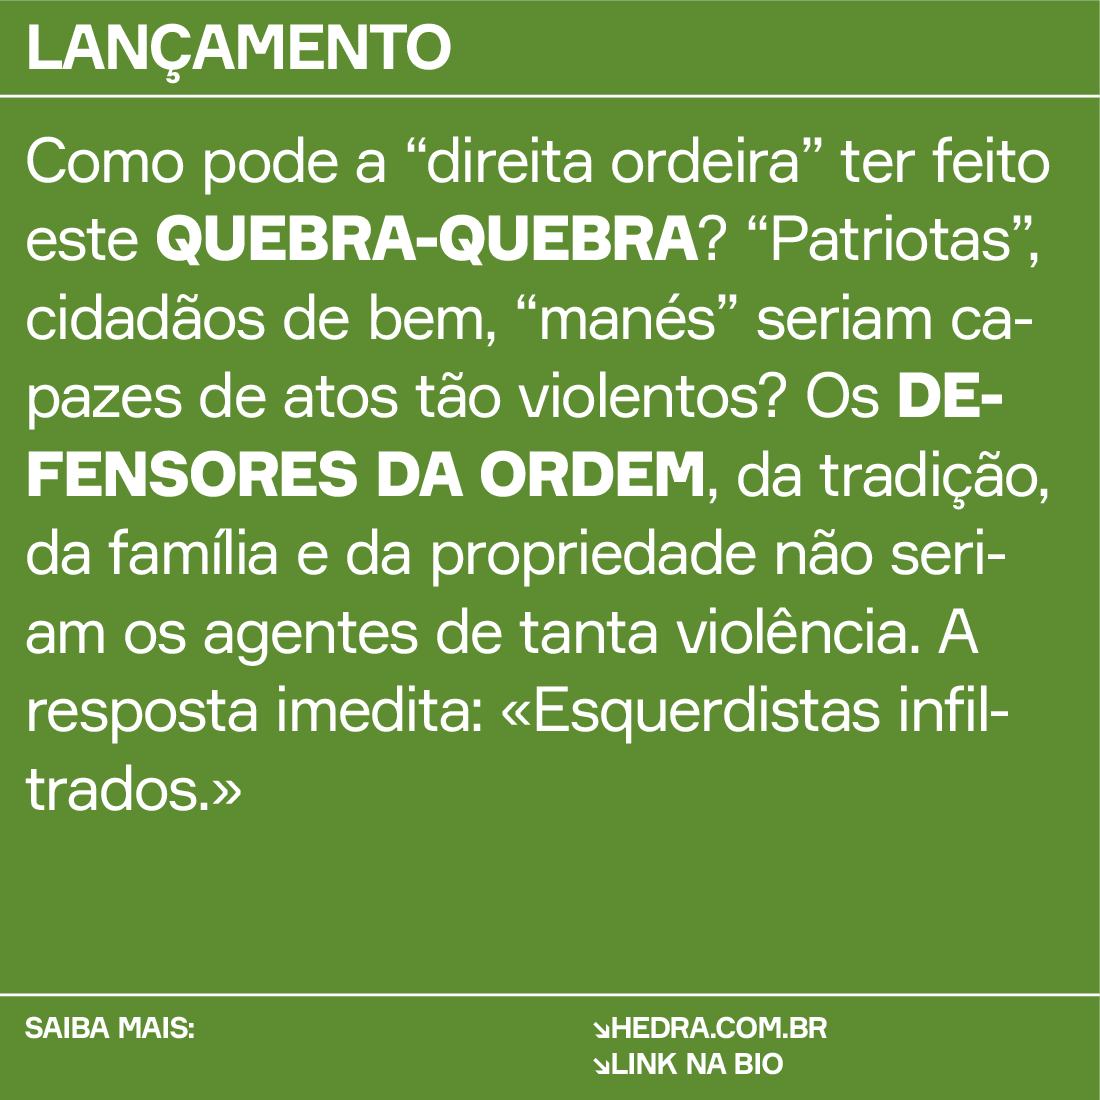 LANÇAMENTO
Como pode a “direita ordeira” ter feito
este QUEBRA-QUEBRA? “Patriotas”,
cidadãos de bem, “manés” seriam ca-
pazes de atos tão violentos? Os DE-
FENSORES DA ORDEM, da tradição,
da família e da propriedade não seri-
am os agentes de tanta violência. A
resposta imedita: «Esquerdistas infil-
trados.»
SAIBA MAIS:
↘HEDRA.COM.BR
↘LINK NA BIO